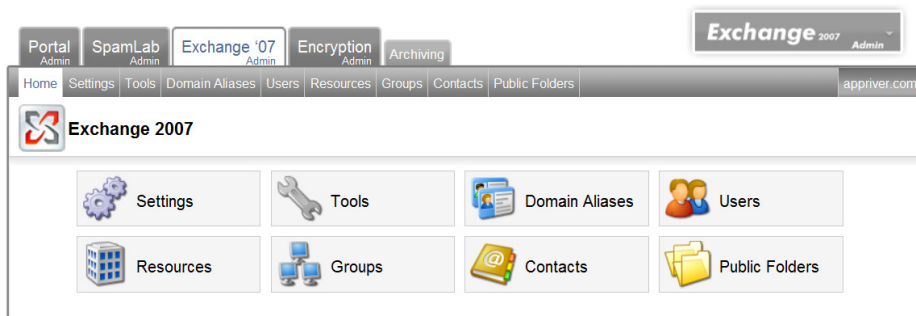 Portal SpamLab Exchange ‘07 Encryption Archiving
Admin Admin Admin Admin
Exchange 2007
Admin
Home Settings Tools Domain Aliases Users Resources Groups Contacts Public Folders appriver.com
Exchange 2007
Settings Tools Domain Aliases Users
Resources Groups Contacts Public Folders